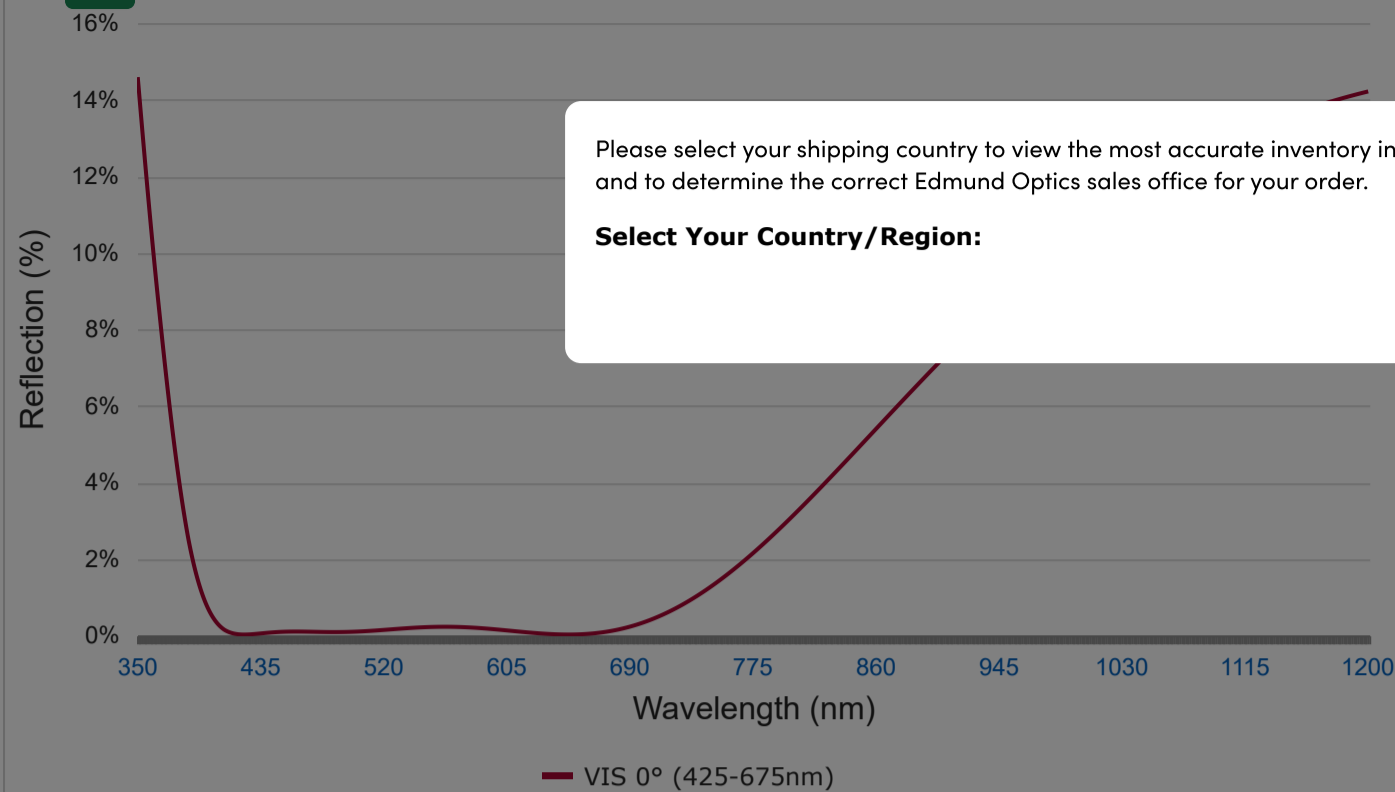 16%
14%
12%
10%
8%
6%
4%
2%
0%
Reflection (%)
Please select your shipping country to view the most accurate inventory
and to determine the correct Edmund Optics sales office for your order.
Select Your Country/Region:
350 435 520 605 690 775 860 945 1030 1115 1200
Wavelength (nm)
VIS 0° (425-675nm)